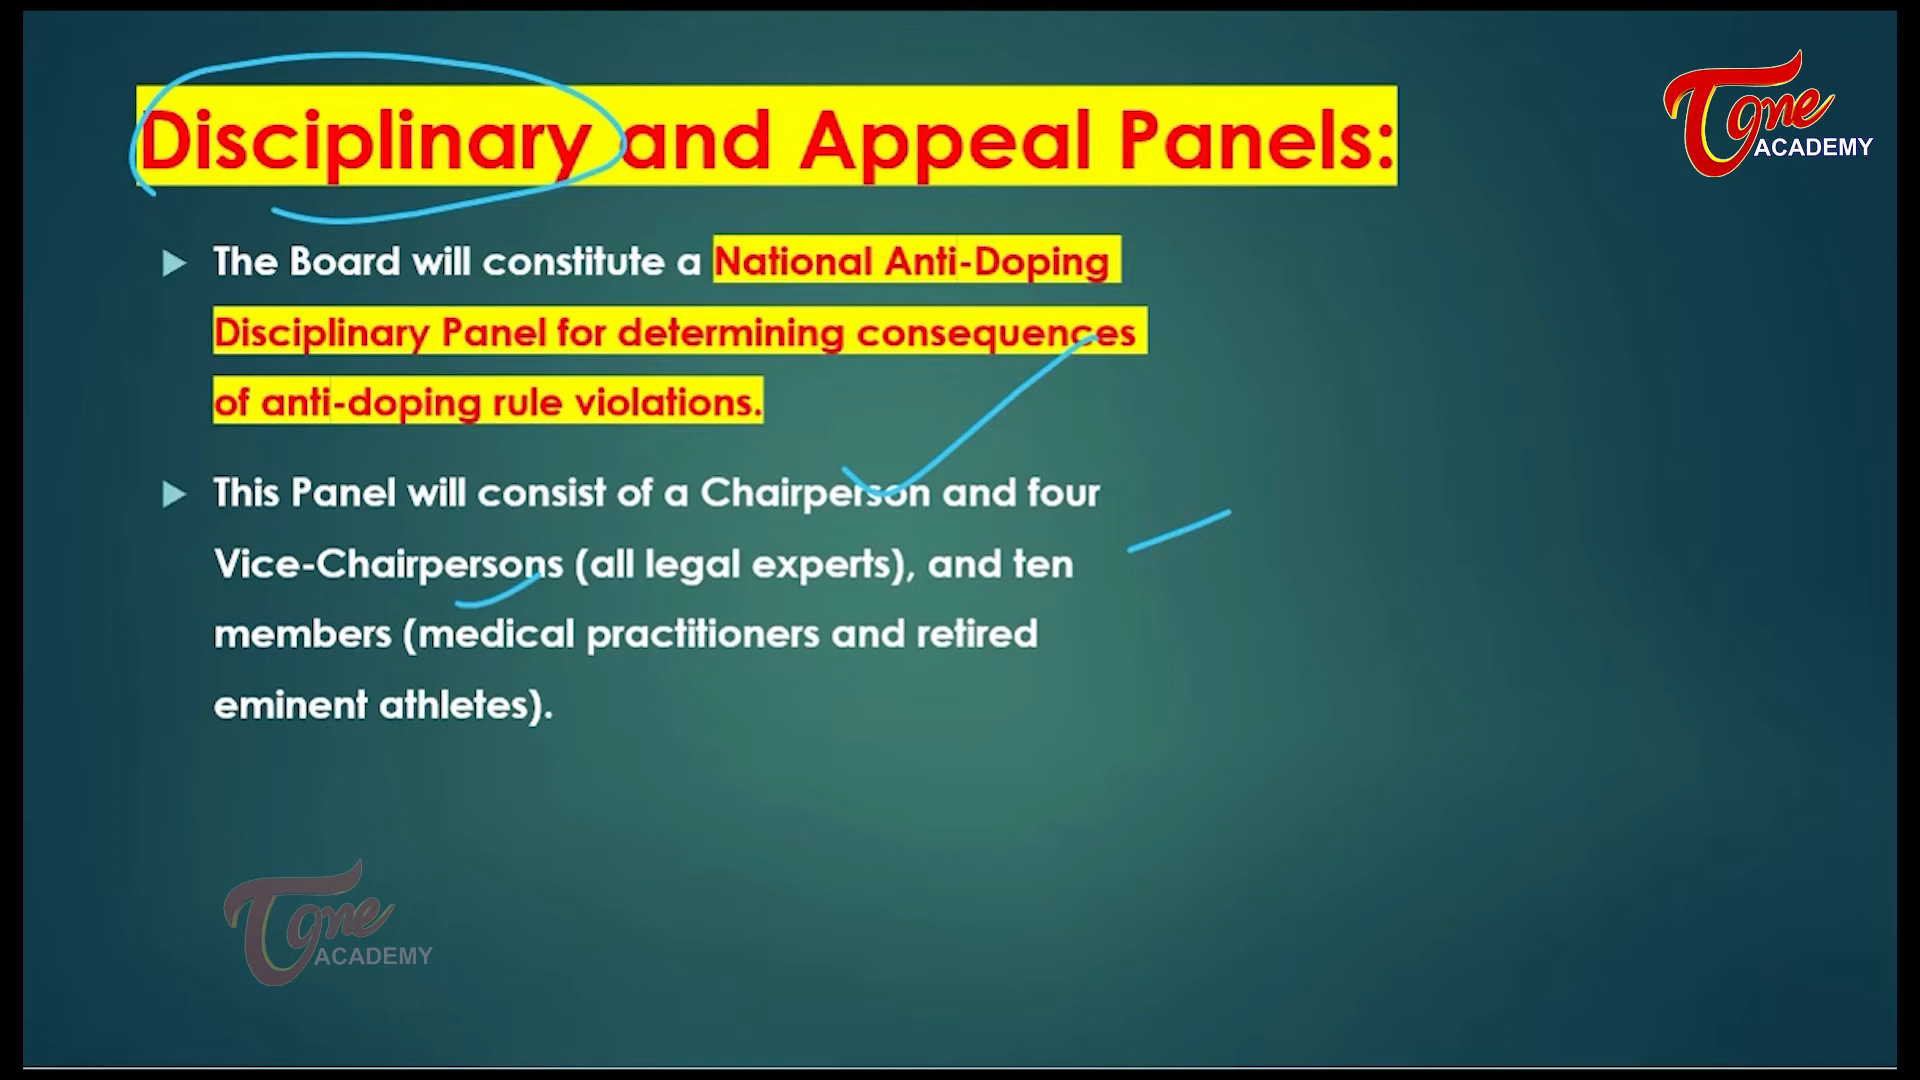 Disciplinary and Appeal Panels:
Tone
ACADEMY
The Board will constitute a National Anti-Doping
Disciplinary Panel for determining consequences
of anti-doping rule violations.
This Panel will consist of a Chairperson and four
Vice-Chairpersons (all legal experts), and ten
members (medical practitioners and retired
eminent athletes).
Tone
ACADEMY